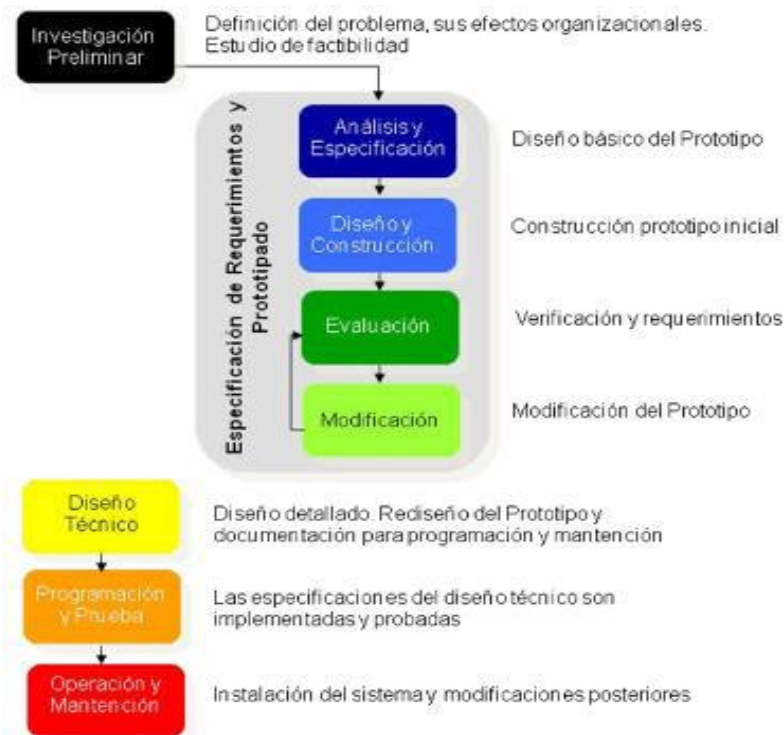 Investigación
Preliminar
Definición del problema, sus efectos organizacionales.
Estudio de factibilidad
Especificación de Requerimientos y
Prototipado
Análisis y
Especificación
Diseño básico del Prototipo
Diseño y
Construcción
Construcción prototipo inicial
Evaluación
Verificación y requerimientos
Modificación
Modificación del Prototipo
Diseño
Técnico
Diseño detallado. Rediseño del Prototipo y
documentación para programación y mantención
Programación
y Prueba
Las especificaciones del diseño técnico son
implementadas y probadas
Operación y
Mantención
Instalación del sistema y modificaciones posteriores